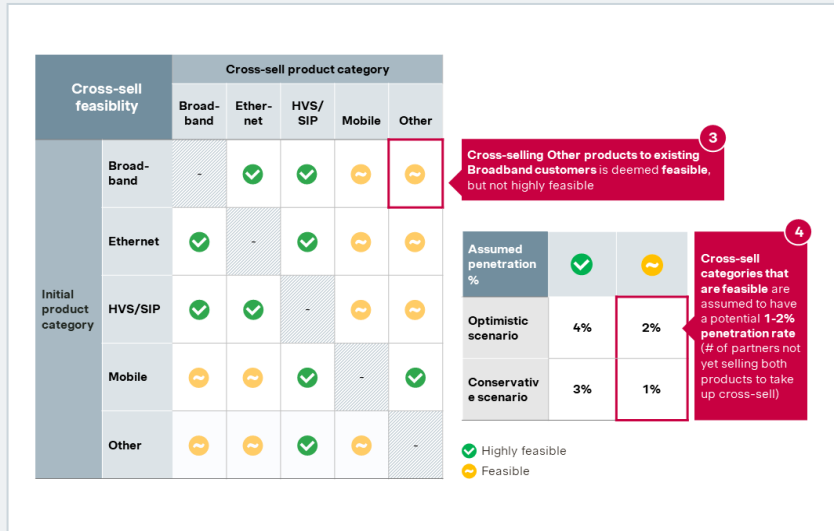 Cross-sell
feasiblity
Cross-sell product category
Broad-
band
Ether-
net
HVS/
SIP
Mobile
Other
Initial
product
category
Broad-
band
-
Ethernet
-
HVS/SIP
-
Mobile
-
Other
-
3
Cross-selling Other products to existing
Broadband customers is deemed feasible,
but not highly feasible
Assumed
penetration
%
Optimistic
scenario
4%
2%
Conservativ
e scenario
3%
1%
4
Cross-sell
categories that
are feasible are
assumed to have
a potential 1-2%
penetration rate
(# of partners not
yet selling both
products to take
up cross-sell)
Highly feasible
Feasible